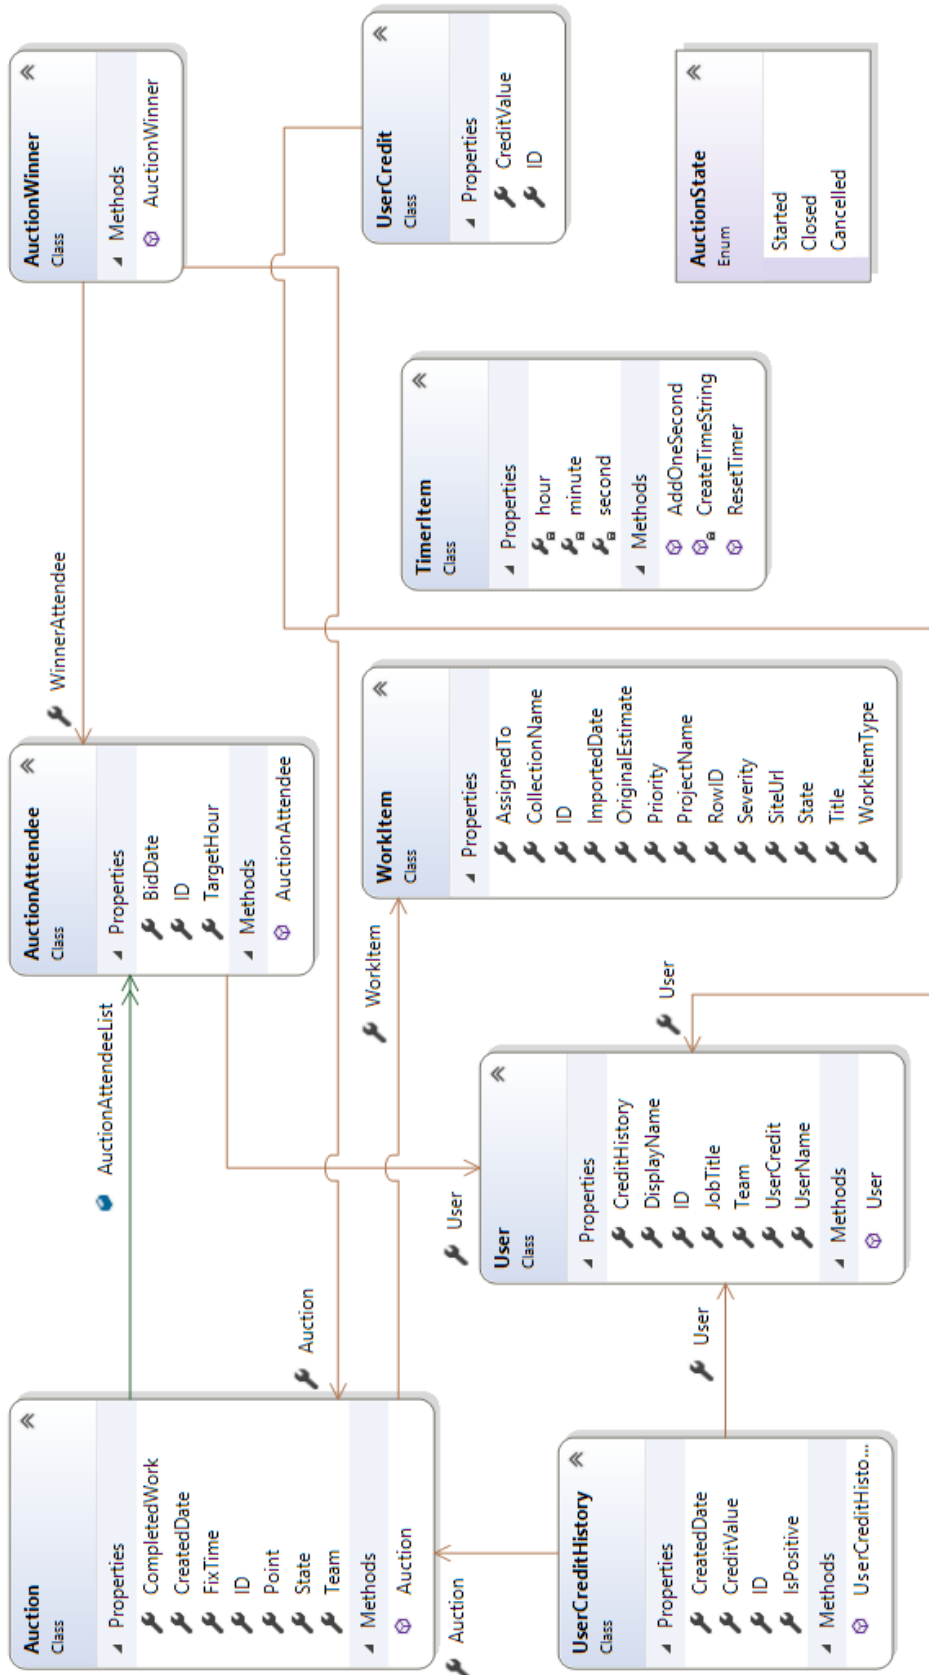 Auction
Class
Properties
CompletedWork
CreatedDate
FixTime
ID
Point
State
Team
Methods
Auction
AuctionAttendeeList
AuctionAttendee
Class
Properties
BidDate
ID
TargetHour
Methods
AuctionAttendee
WinnerAttendee
AuctionWinner
Class
Methods
AuctionWinner
Auction
User
WorkItem
WorkItem
Class
Properties
AssignedTo
CollectionName
ID
ImportedDate
OriginalEstimate
Priority
ProjectName
RowID
Severity
SiteUrl
State
Title
WorkItemType
TimerItem
Class
Properties
hour
minute
second
Methods
AddOneSecond
CreateTimeString
ResetTimer
UserCredit
Class
Properties
CreditValue
ID
Auction
User
Class
Properties
CreditHistory
DisplayName
ID
JobTitle
Team
UserCredit
UserName
Methods
User
User
UserCreditHistory
Class
Properties
CreatedDate
CreditValue
ID
IsPositive
Methods
UserCreditHisto...
User
AuctionState
Enum
Started
Closed
Cancelled